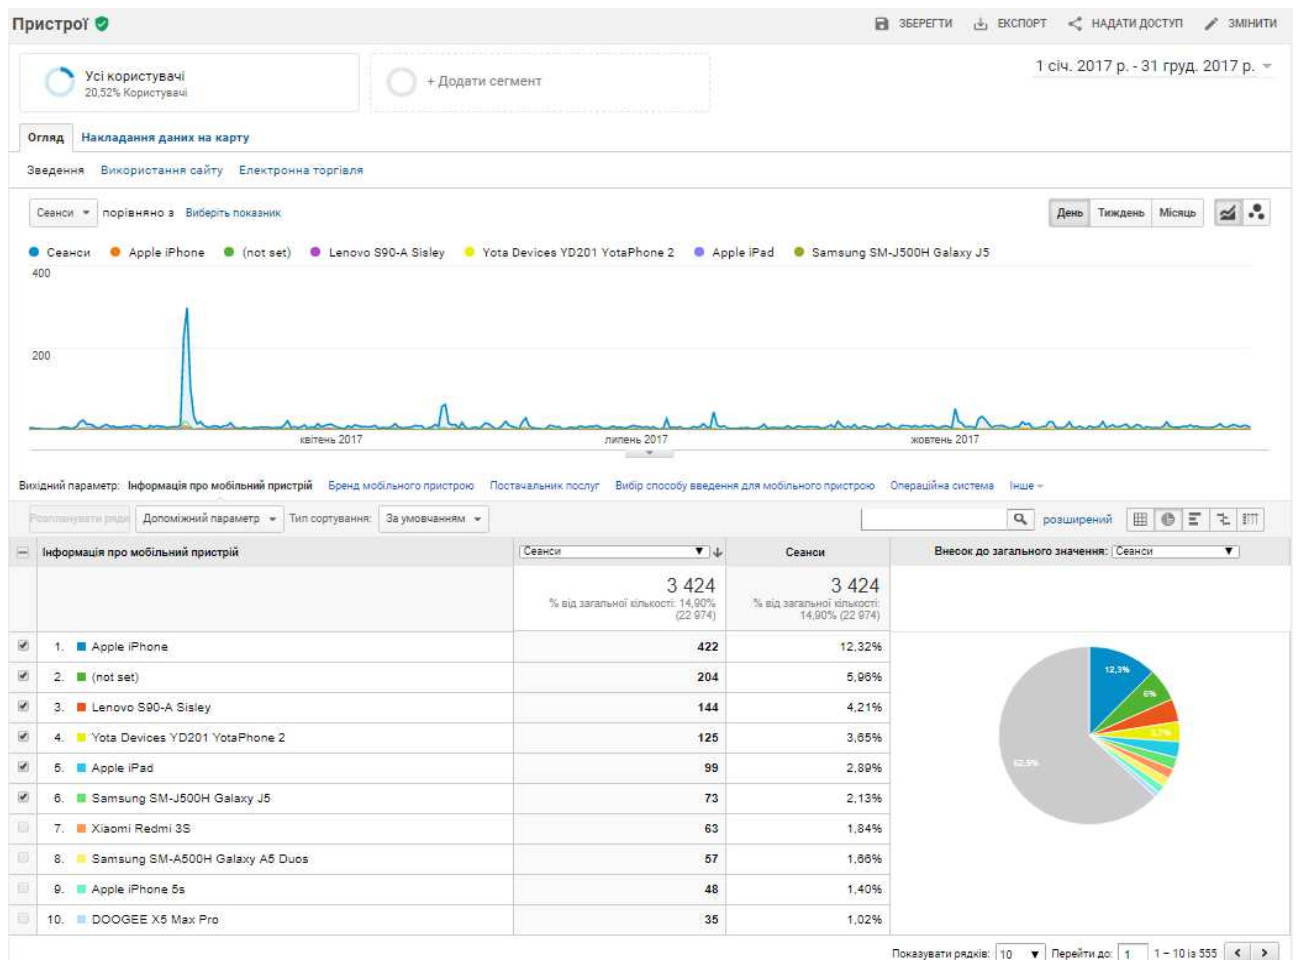 Пристрої
ЗБЕРЕГТИ ЕКСПОРТ НАДАТИ ДОСТУП ЗМІНИТИ
Усі користувачі
20,52% Користувачі
+ Додати сегмент
1 січ. 2017 р. - 31 груд. 2017 р.
Огляд Накладання даних на карту
Зведення Використання сайту Електронна торгівля
Сеанси порівняно з Виберіть показник
День Тиждень Місяць
Сеанси Apple iPhone (not set) Lenovo S90-A Sisley Yota Devices YD201 YotaPhone 2 Apple iPad Samsung SM-J500H Galaxy J5
400
200
квітень 2017 липень 2017 жовтень 2017
Вихідний параметр: Інформація про мобільний пристрій Бренд мобільного пристрою Постачальник послуг Вибір способу введення для мобільного пристрою Операційна система Інше
Розпланувати ряди Допоміжний параметр Тип сортування: За умовчанням розширений
Інформація про мобільний пристрій Сеанси Сеанси Внесок до загального значення: Сеанси
3 424 3 424
% від загальної кількості: 14,90% (22 974) % від загальної кількості: 14,90% (22 974)
1. Apple iPhone 422 12,32%
2. (not set) 204 5,96%
3. Lenovo S90-A Sisley 144 4,21%
4. Yota Devices YD201 YotaPhone 2 125 3,65%
5. Apple iPad 99 2,89%
6. Samsung SM-J500H Galaxy J5 73 2,13%
7. Xiaomi Redmi 3S 63 1,84%
8. Samsung SM-A500H Galaxy A5 Duos 57 1,66%
9. Apple iPhone 5s 48 1,40%
10. DOOGEE X5 Max Pro 35 1,02%
12,3%
6%
3,7%
62,9%
Показувати рядків: 10 Перейти до: 1 1 – 10 із 555